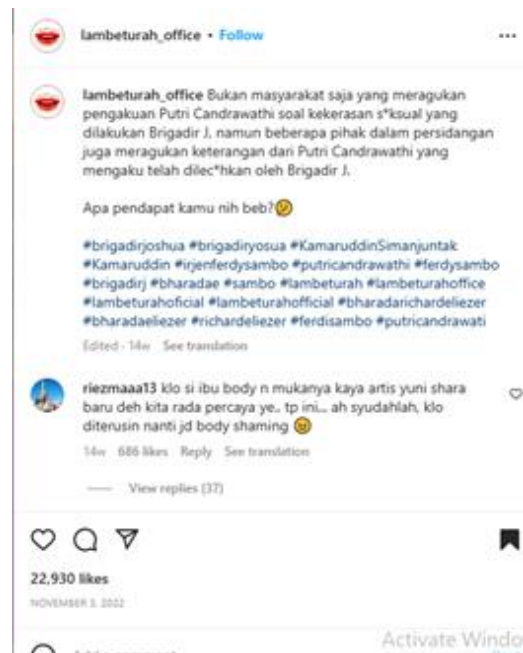 lambeturah_office • Follow
lambeturah_office Bukan masyarakat saja yang meragukan
pengakuan Putri Candrawathi soal kekerasan s*ksual yang
dilakukan Brigadir J, namun beberapa pihak dalam persidangan
juga meragukan keterangan dari Putri Candrawathi yang
mengaku telah dilec*hkan oleh Brigadir J.
Apa pendapat kamu nih beb?🤔
#brigadirjoshua #brigadiryosua #KamaruddinSimanjuntak
#Kamaruddin #irjenferdysambo #putricandrawathi #ferdysambo
#brigadirj #bharadae #sambo #lambeturah #lambeturahoffice
#lambeturahoficial #lambeturahofficial #bharadarichardeliezer
#bharadaeliezer #richardeliezer #ferdisambo #putricandrawati
Edited · 14w See translation
riezmaaa13 klo si ibu body n mukanya kaya artis yuni shara
baru deh kita rada percaya ye.. tp ini... ah syudahlah, klo
diterusin nanti jd body shaming
14w 686 likes Reply See translation
View replies (37)
22,930 likes
NOVEMBER 3, 2022
Activate Windo